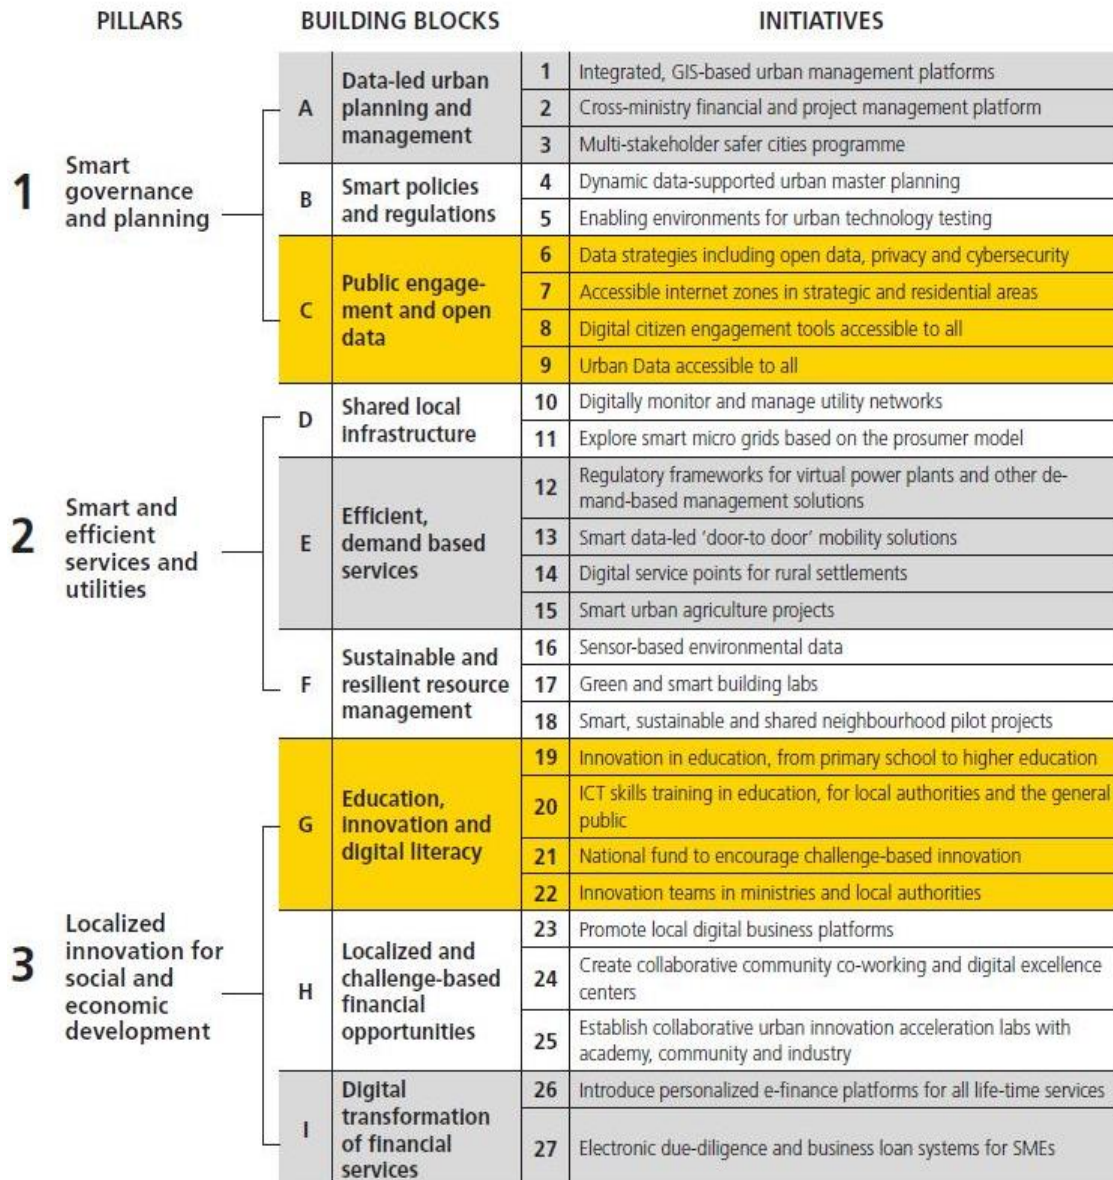 PILLARS BUILDING BLOCKS INITIATIVES
1
Smart
governance
and planning
A
Data-led urban
planning and
management
1 Integrated, GIS-based urban management platforms
2 Cross-ministry financial and project management platform
3 Multi-stakeholder safer cities programme
B
Smart policies
and regulations
4 Dynamic data-supported urban master planning
5 Enabling environments for urban technology testing
C
Public engage-
ment and open
data
6 Data strategies including open data, privacy and cybersecurity
7 Accessible internet zones in strategic and residential areas
8 Digital citizen engagement tools accessible to all
9 Urban Data accessible to all
2
Smart and
efficient
services and
utilities
D
Shared local
infrastructure
10 Digitally monitor and manage utility networks
11 Explore smart micro grids based on the prosumer model
E
Efficient,
demand based
services
12 Regulatory frameworks for virtual power plants and other de-
mand-based management solutions
13 Smart data-led ‘door-to door’ mobility solutions
14 Digital service points for rural settlements
15 Smart urban agriculture projects
F
Sustainable and
resilient resource
management
16 Sensor-based environmental data
17 Green and smart building labs
18 Smart, sustainable and shared neighbourhood pilot projects
3
Localized
innovation for
social and
economic
development
G
Education,
innovation and
digital literacy
19 Innovation in education, from primary school to higher education
20 ICT skills training in education, for local authorities and the general
public
21 National fund to encourage challenge-based innovation
22 Innovation teams in ministries and local authorities
H
Localized and
challenge-based
financial
opportunities
23 Promote local digital business platforms
24 Create collaborative community co-working and digital excellence
centers
25 Establish collaborative urban innovation acceleration labs with
academy, community and industry
I
Digital
transformation
of financial
services
26 Introduce personalized e-finance platforms for all life-time services
27 Electronic due-diligence and business loan systems for SMEs